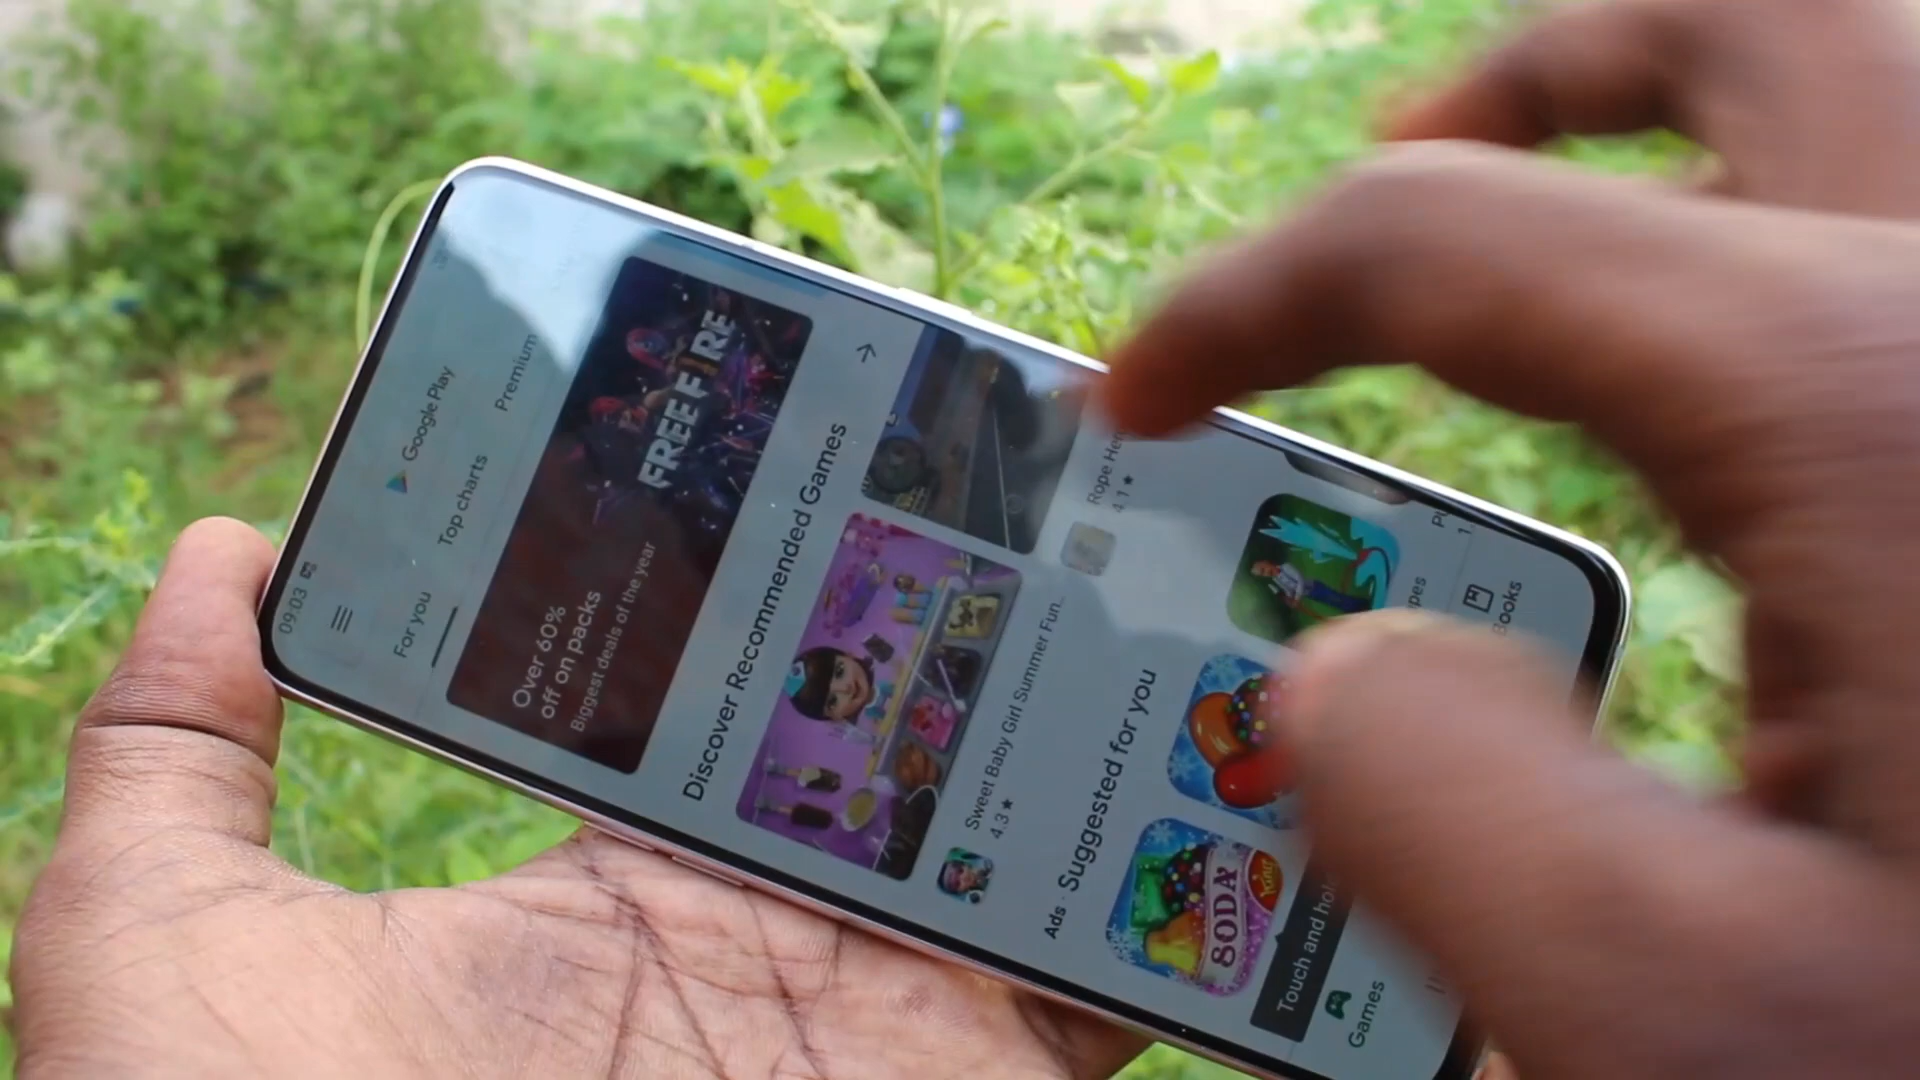 09:03
Google Play
For you
Top charts
Premium
FREE FIRE
Over 60%
off on packs
Biggest deals of the year
Discover Recommended Games
Sweet Baby Girl Summer Fun...
4.3★
Rope
4.1★
Ads · Suggested for you
SODA
King
Touch and
Games
Books